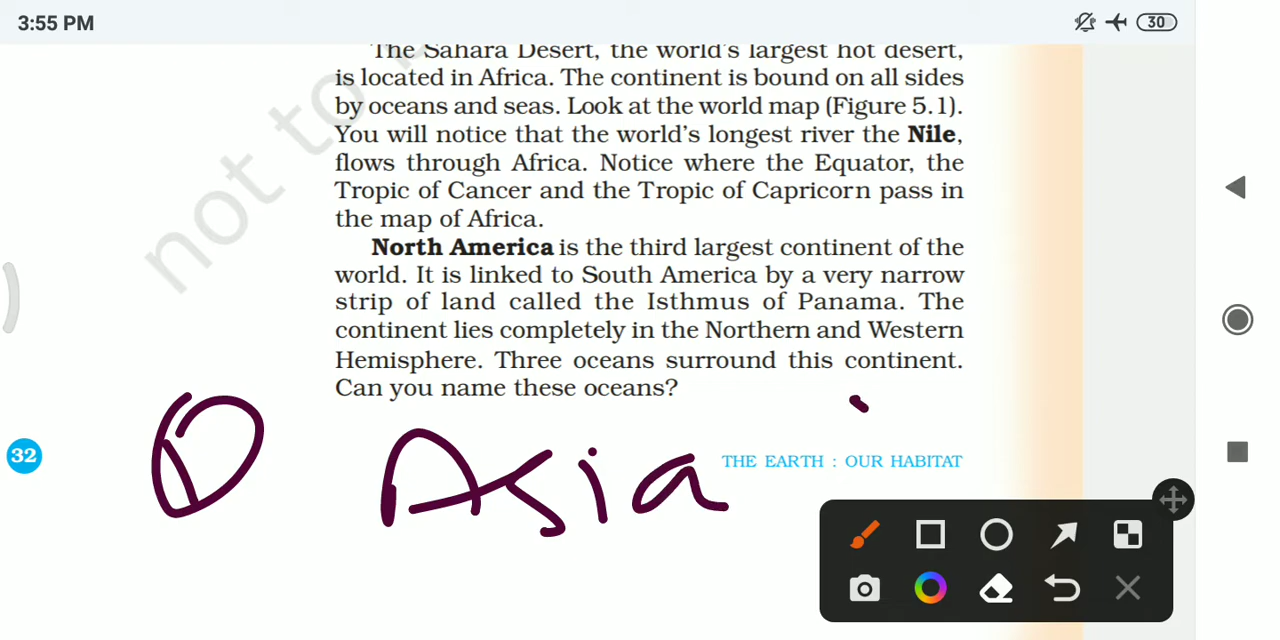 3:55 PM
30
The Sahara Desert, the world's largest hot desert,
is located in Africa. The continent is bound on all sides
by oceans and seas. Look at the world map (Figure 5.1).
You will notice that the world's longest river the Nile,
flows through Africa. Notice where the Equator, the
Tropic of Cancer and the Tropic of Capricorn pass in
the map of Africa.
North America is the third largest continent of the
world. It is linked to South America by a very narrow
strip of land called the Isthmus of Panama. The
continent lies completely in the Northern and Western
Hemisphere. Three oceans surround this continent.
Can you name these oceans?
not to
32
Asia
THE EARTH : OUR HABITAT